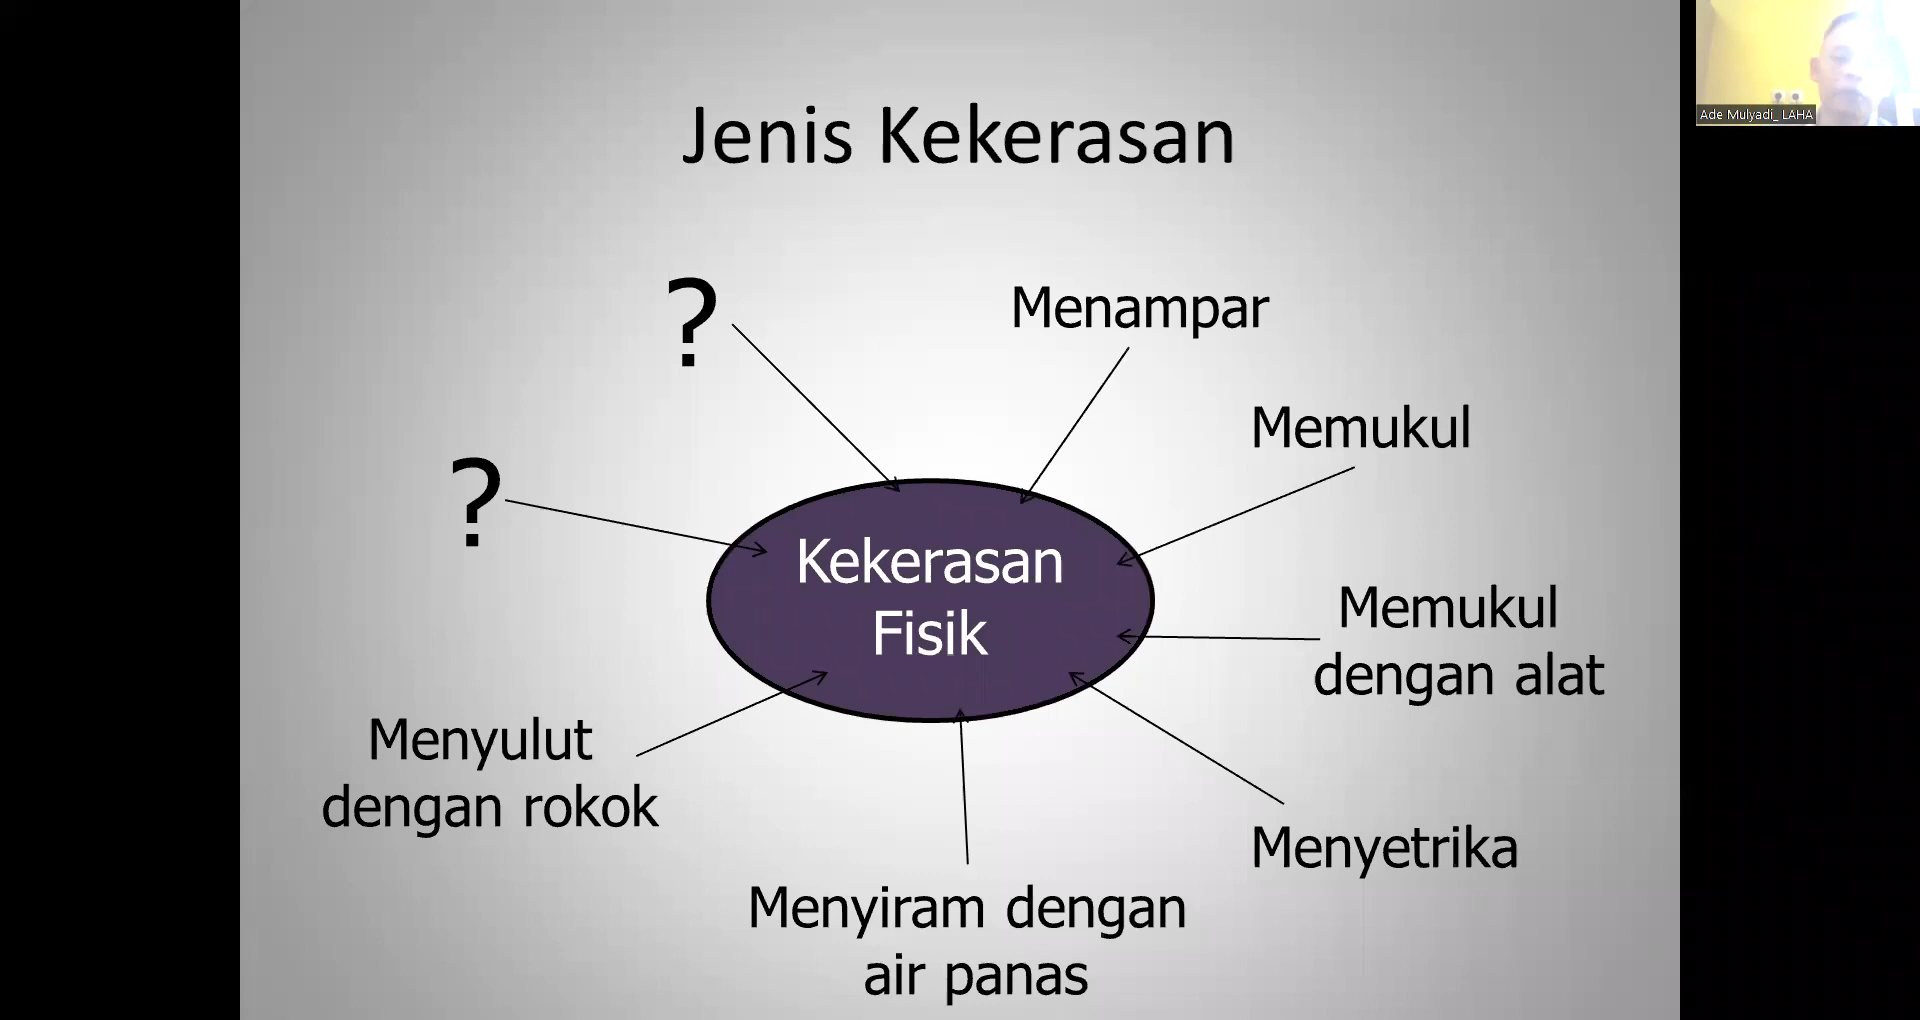 Jenis Kekerasan
Ade Mulyadi_ LAHA
?
Menampar
Memukul
?
Kekerasan
Fisik
Memukul
dengan alat
Menyulut
dengan rokok
Menyetrika
Menyiram dengan
air panas